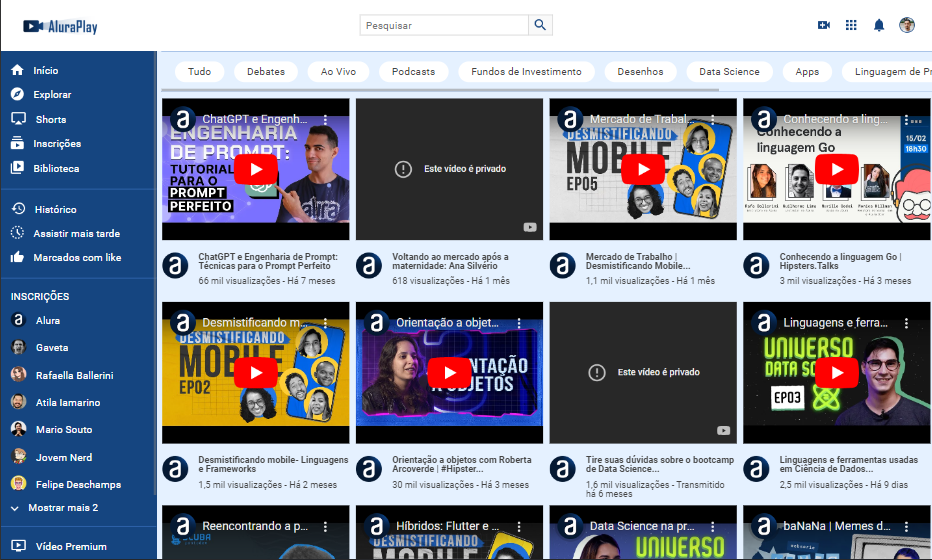 AluraPlay
Pesquisar
Início
Explorar
Shorts
Inscrições
Biblioteca
Histórico
Assistir mais tarde
Marcados com like
INSCRIÇÕES
Alura
Gaveta
Rafaella Ballerini
Atila Iamarino
Mario Souto
Jovem Nerd
Felipe Deschamps
Mostrar mais 2
Vídeo Premium
Tudo
Debates
Ao Vivo
Podcasts
Fundos de Investimento
Desenhos
Data Science
Apps
Linguagem de Pr
ChatGPT e Engenh...
ENGENHARIA
DE PROMPT:
TUTORIAL
PARA O
PROMPT
PERFEITO
alura
ChatGPT e Engenharia de Prompt:
Técnicas para o Prompt Perfeito
66 mil visualizações - Há 7 meses
Este vídeo é privado
Voltando ao mercado após a
maternidade: Ana Silvério
618 visualizações - Há 1 mês
Mercado de Trabal...
DESMISTIFICANDO
MOBILE
EP05
Mercado de Trabalho |
Desmistificando Mobile...
1,1 mil visualizações - Há 1 mês
Conhecendo a ling...
Conhecendo a
linguagem Go
15/02
18h30
Conhecendo a linguagem Go |
Hipsters.Talks
3 mil visualizações - Há 3 meses
Desmistificando m...
DESMISTIFICANDO
MOBILE
EP02
Desmistificando mobile- Linguagens
e Frameworks
1,5 mil visualizações - Há 2 meses
Orientação a objet...
ENTAÇÃO
A OBJETOS
Orientação a objetos com Roberta
Arcoverde | #Hipster...
30 mil visualizações - Há 3 meses
Este vídeo é privado
Tire suas dúvidas sobre o bootcamp
de Data Science...
1,6 mil visualizações - Transmitido
há 6 meses
Linguagens e ferra...
UNIVERSO
DATA SC
EP03
Linguagens e ferramentas usadas
em Ciência de Dados...
2,5 mil visualizações - Há 9 dias
Reencontrando a p...
Híbridos: Flutter e ...
DESMISTIFICANDO
Data Science na pr...
UNIVERSO
baNaNa | Memes d...